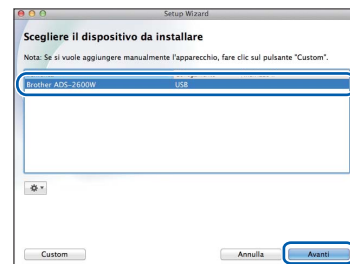 Setup Wizard
Scegliere il dispositivo da installare
Nota: Se si vuole aggiungere manualmente l'apparecchio, fare clic sul pulsante "Custom".
Brother ADS-2600W USB
Custom Annulla Avanti